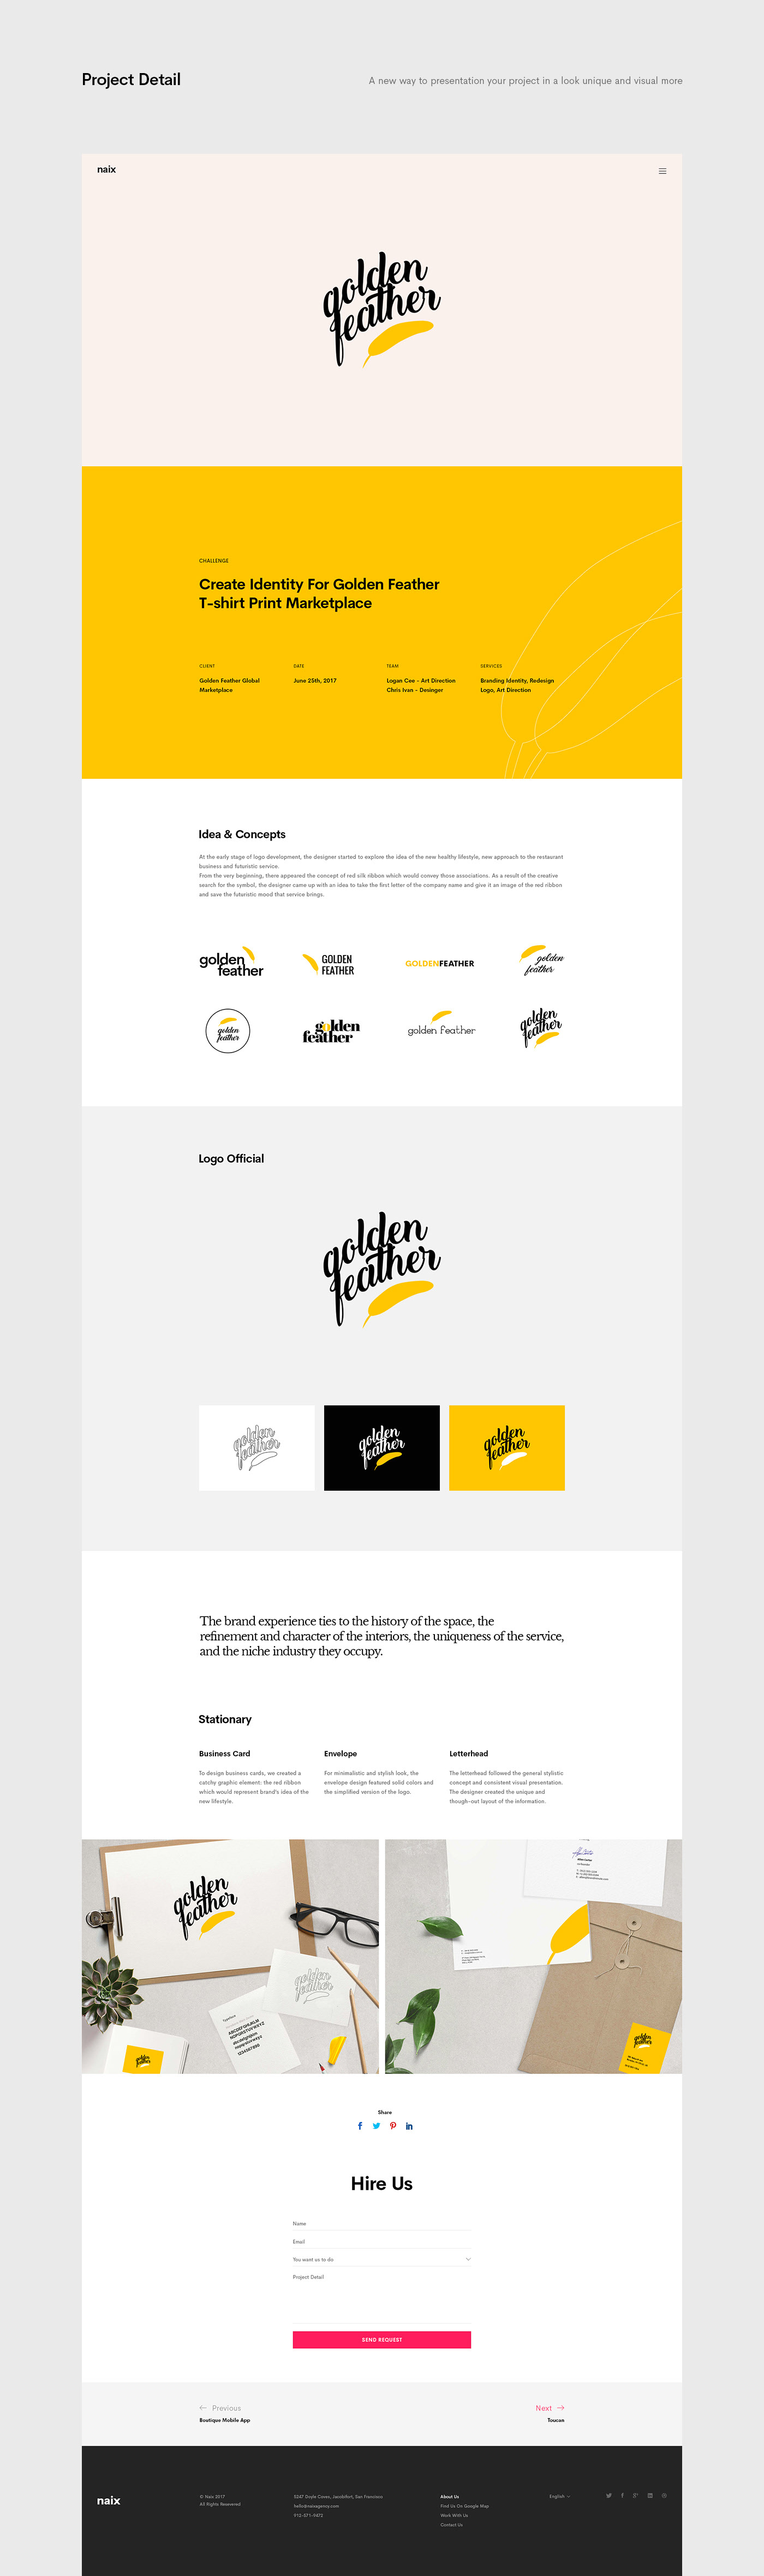 Project Detail
A new way to presentation your project in a look unique and visual more
naix
golden
feather
CHALLENGE
Create Identity For Golden Feather
T-shirt Print Marketplace
CLIENT
Golden Feather Global
Marketplace
DATE
June 25th, 2017
TEAM
Logan Cee - Art Direction
Chris Ivan - Desinger
SERVICES
Branding Identity, Redesign
Logo, Art Direction
Idea & Concepts
At the early stage of logo development, the designer started to explore the idea of the new healthy lifestyle, new approach to the restaurant
business and futuristic service.
From the very beginning, there appeared the concept of red silk ribbon which would convey those associations. As a result of the creative
search for the symbol, the designer came up with an idea to take the first letter of the company name and give it an image of the red ribbon
and save the futuristic mood that service brings.
golden
feather
GOLDEN
FEATHER
GOLDENFEATHER
golden
feather
golden
feather
golden
feather
golden feather
golden
feather
Logo Official
golden
feather
golden
feather
golden
feather
golden
feather
The brand experience ties to the history of the space, the
refinement and character of the interiors, the uniqueness of the service,
and the niche industry they occupy.
Stationary
Business Card
To design business cards, we created a
catchy graphic element: the red ribbon
which would represent brand's idea of the
new lifestyle.
Envelope
For minimalistic and stylish look, the
envelope design featured solid colors and
the simplified version of the logo.
Letterhead
The letterhead followed the general stylistic
concept and consistent visual presentation.
The designer created the unique and
though-out layout of the information.
golden
feather
golden
feather
Typeface
ABCDEFGHIJKLM
NOPQRSTUVWXYZ
abcdefghijklm
nopqrstuvwxyz
1234567890
golden
feather
golden
feather
Share
Hire Us
Name
Email
You want us to do
Project Detail
SEND REQUEST
Previous
Boutique Mobile App
Next
Toucan
naix
© Naix 2017
All Rights Resevered
hello@naixagency.com
912-571-0472
About Us
Find Us On Google Map
Work With Us
Contact Us
English